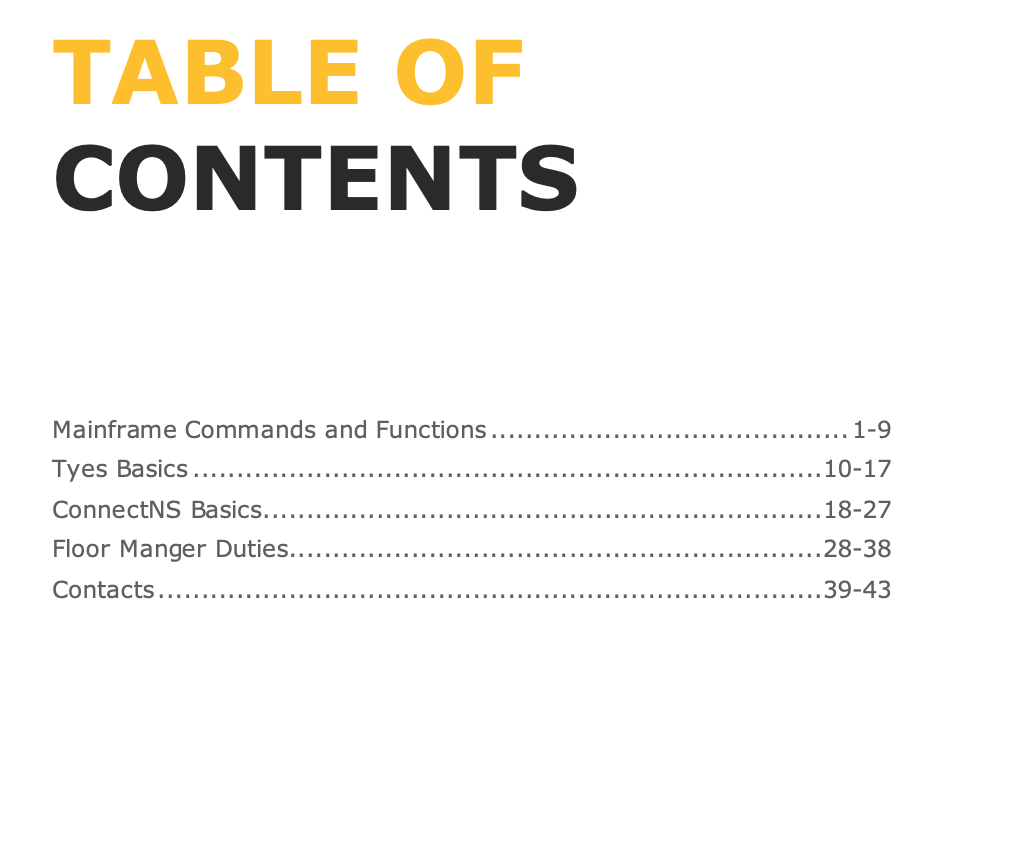 TABLE OF
CONTENTS
Mainframe Commands and Functions.........................................1-9
Tyes Basics........................................................................10-17
ConnectNS Basics...............................................................18-27
Floor Manger Duties............................................................28-38
Contacts............................................................................39-43